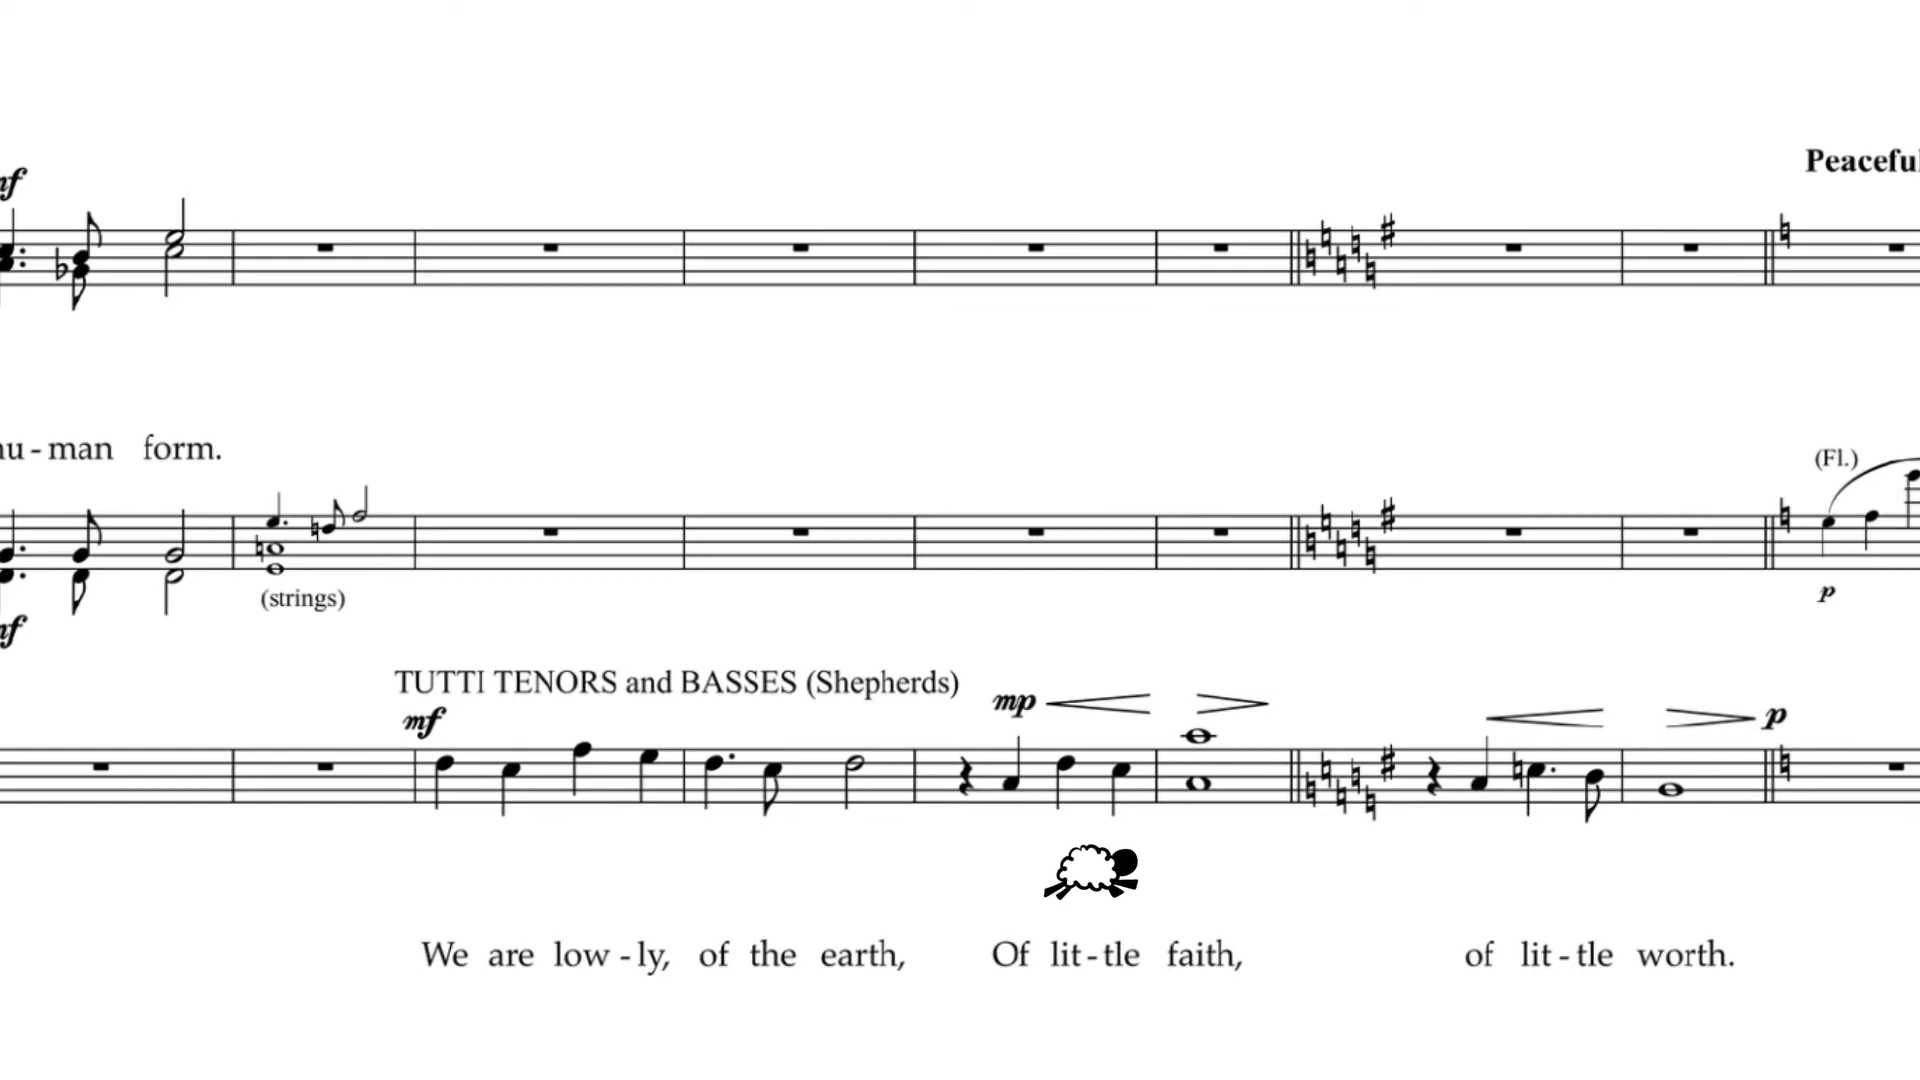 mf
Peaceful
hu - man form.
(Fl.)
p
(strings)
mf
TUTTI TENORS and BASSES (Shepherds)
mf mp p
We are low - ly, of the earth, Of lit - tle faith, of lit - tle worth.